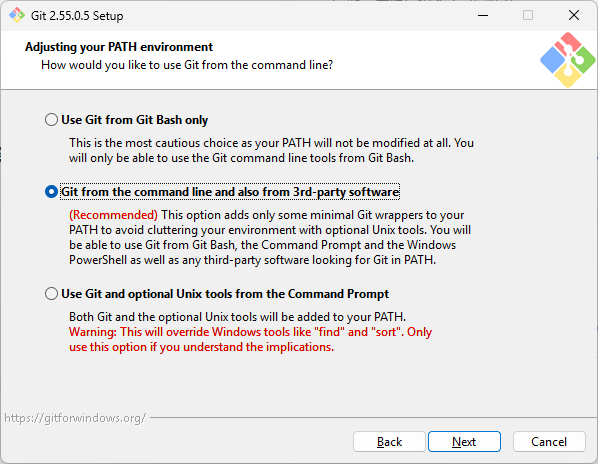 Git 2.55.0.5 Setup
Adjusting your PATH environment
How would you like to use Git from the command line?
Use Git from Git Bash only
This is the most cautious choice as your PATH will not be modified at all. You
will only be able to use the Git command line tools from Git Bash.
Git from the command line and also from 3rd-party software
(Recommended) This option adds only some minimal Git wrappers to your
PATH to avoid cluttering your environment with optional Unix tools. You will
be able to use Git from Git Bash, the Command Prompt and the Windows
PowerShell as well as any third-party software looking for Git in PATH.
Use Git and optional Unix tools from the Command Prompt
Both Git and the optional Unix tools will be added to your PATH.
Warning: This will override Windows tools like "find" and "sort". Only
use this option if you understand the implications.
https://gitforwindows.org/
Back Next Cancel